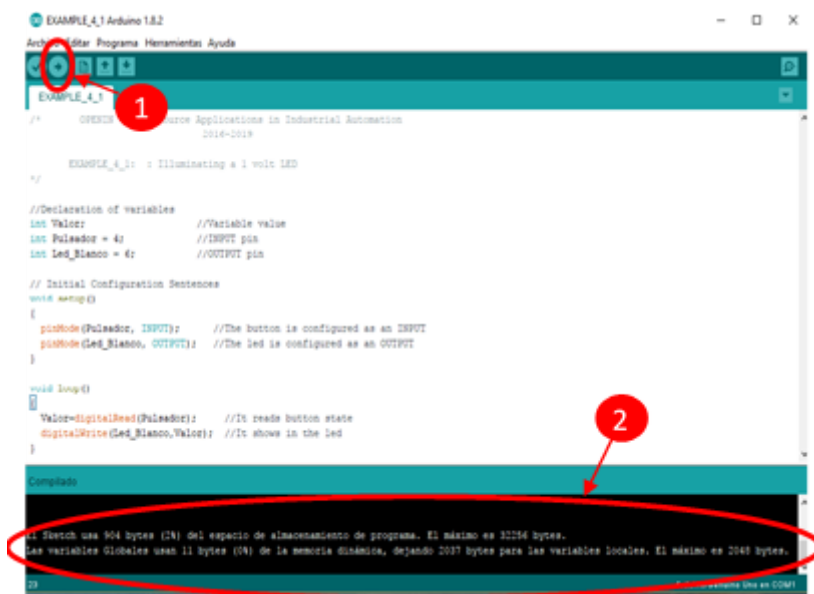 EXAMPLE_4_1 Arduino 1.8.2
Archivo Editar Programa Herramientas Ayuda
1
EXAMPLE_4_1
/* OPENIN Source Applications in Industrial Automation
2016-2019
EXAMPLE_4_1: : Illuminating a 1 volt LED
*/
//Declaration of variables
int Valor; //Variable value
int Pulsador = 4; //INPUT pin
int Led_Blanco = 6; //OUTPUT pin
// Initial Configuration Sentences
void setup()
{
pinMode(Pulsador, INPUT); //The button is configured as an INPUT
pinMode(Led_Blanco, OUTPUT); //The led is configured as an OUTPUT
}
void loop()
{
Valor=digitalRead(Pulsador); //It reads button state
digitalWrite(Led_Blanco,Valor); //It shows in the led
}
2
Compilado
El Sketch usa 904 bytes (2%) del espacio de almacenamiento de programa. El máximo es 32256 bytes.
Las variables Globales usan 11 bytes (0%) de la memoria dinámica, dejando 2037 bytes para las variables locales. El máximo es 2048 bytes.
23
Uno en COM1